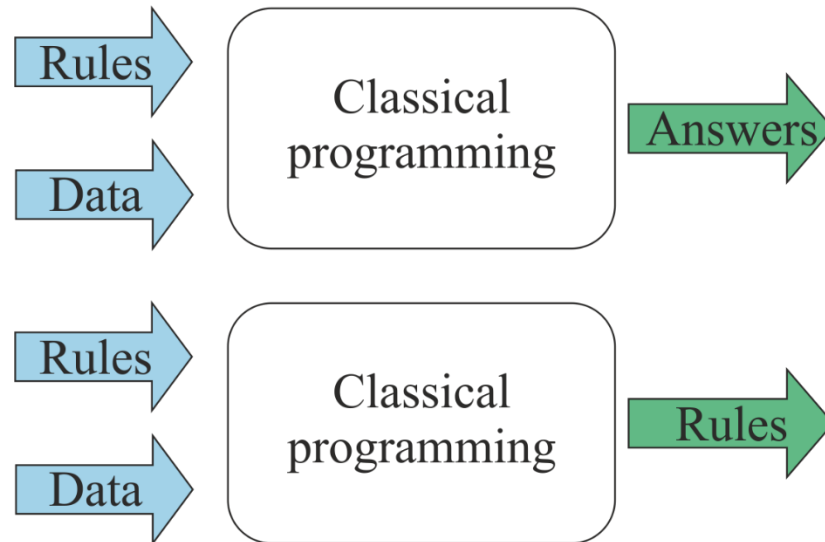 Rules
Data
Classical
programming
Answers
Rules
Data
Classical
programming
Rules